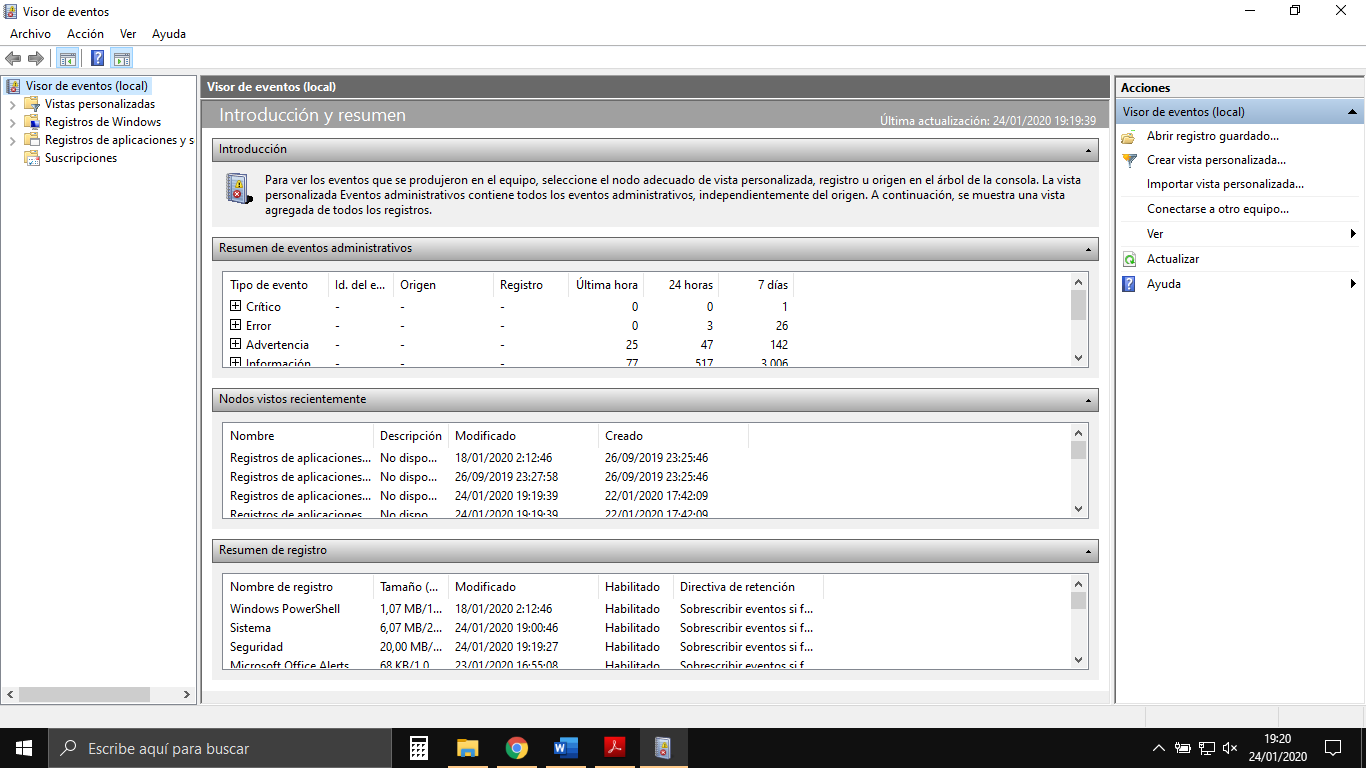 Visor de eventos
Archivo Acción Ver Ayuda
Visor de eventos (local)
Vistas personalizadas
Registros de Windows
Registros de aplicaciones y s
Suscripciones
Visor de eventos (local)
Introducción y resumen
Última actualización: 24/01/2020 19:19:39
Introducción
Para ver los eventos que se produjeron en el equipo, seleccione el nodo adecuado de vista personalizada, registro u origen en el árbol de la consola. La vista
personalizada Eventos administrativos contiene todos los eventos administrativos, independientemente del origen. A continuación, se muestra una vista
agregada de todos los registros.
Resumen de eventos administrativos
Tipo de evento Id. del e... Origen Registro Última hora 24 horas 7 días
Crítico - - - 0 0 1
Error - - - 0 3 26
Advertencia - - - 25 47 142
Información - - - 77 517 3.006
Nodos vistos recientemente
Nombre Descripción Modificado Creado
Registros de aplicaciones... No dispo... 18/01/2020 2:12:46 26/09/2019 23:25:46
Registros de aplicaciones... No dispo... 26/09/2019 23:27:58 26/09/2019 23:25:46
Registros de aplicaciones... No dispo... 24/01/2020 19:19:39 22/01/2020 17:42:09
Registros de aplicaciones... No dispo... 24/01/2020 19:19:39 22/01/2020 17:42:09
Resumen de registro
Nombre de registro Tamaño (... Modificado Habilitado Directiva de retención
Windows PowerShell 1,07 MB/1... 18/01/2020 2:12:46 Habilitado Sobrescribir eventos si f...
Sistema 6,07 MB/2... 24/01/2020 19:00:46 Habilitado Sobrescribir eventos si f...
Seguridad 20,00 MB/... 24/01/2020 19:19:27 Habilitado Sobrescribir eventos si f...
Microsoft Office Alerts 68 KB/1,0... 23/01/2020 16:55:08 Habilitado Sobrescribir eventos si f...
Acciones
Visor de eventos (local)
Abrir registro guardado...
Crear vista personalizada...
Importar vista personalizada...
Conectarse a otro equipo...
Ver
Actualizar
Ayuda
Escribe aquí para buscar
19:20
24/01/2020